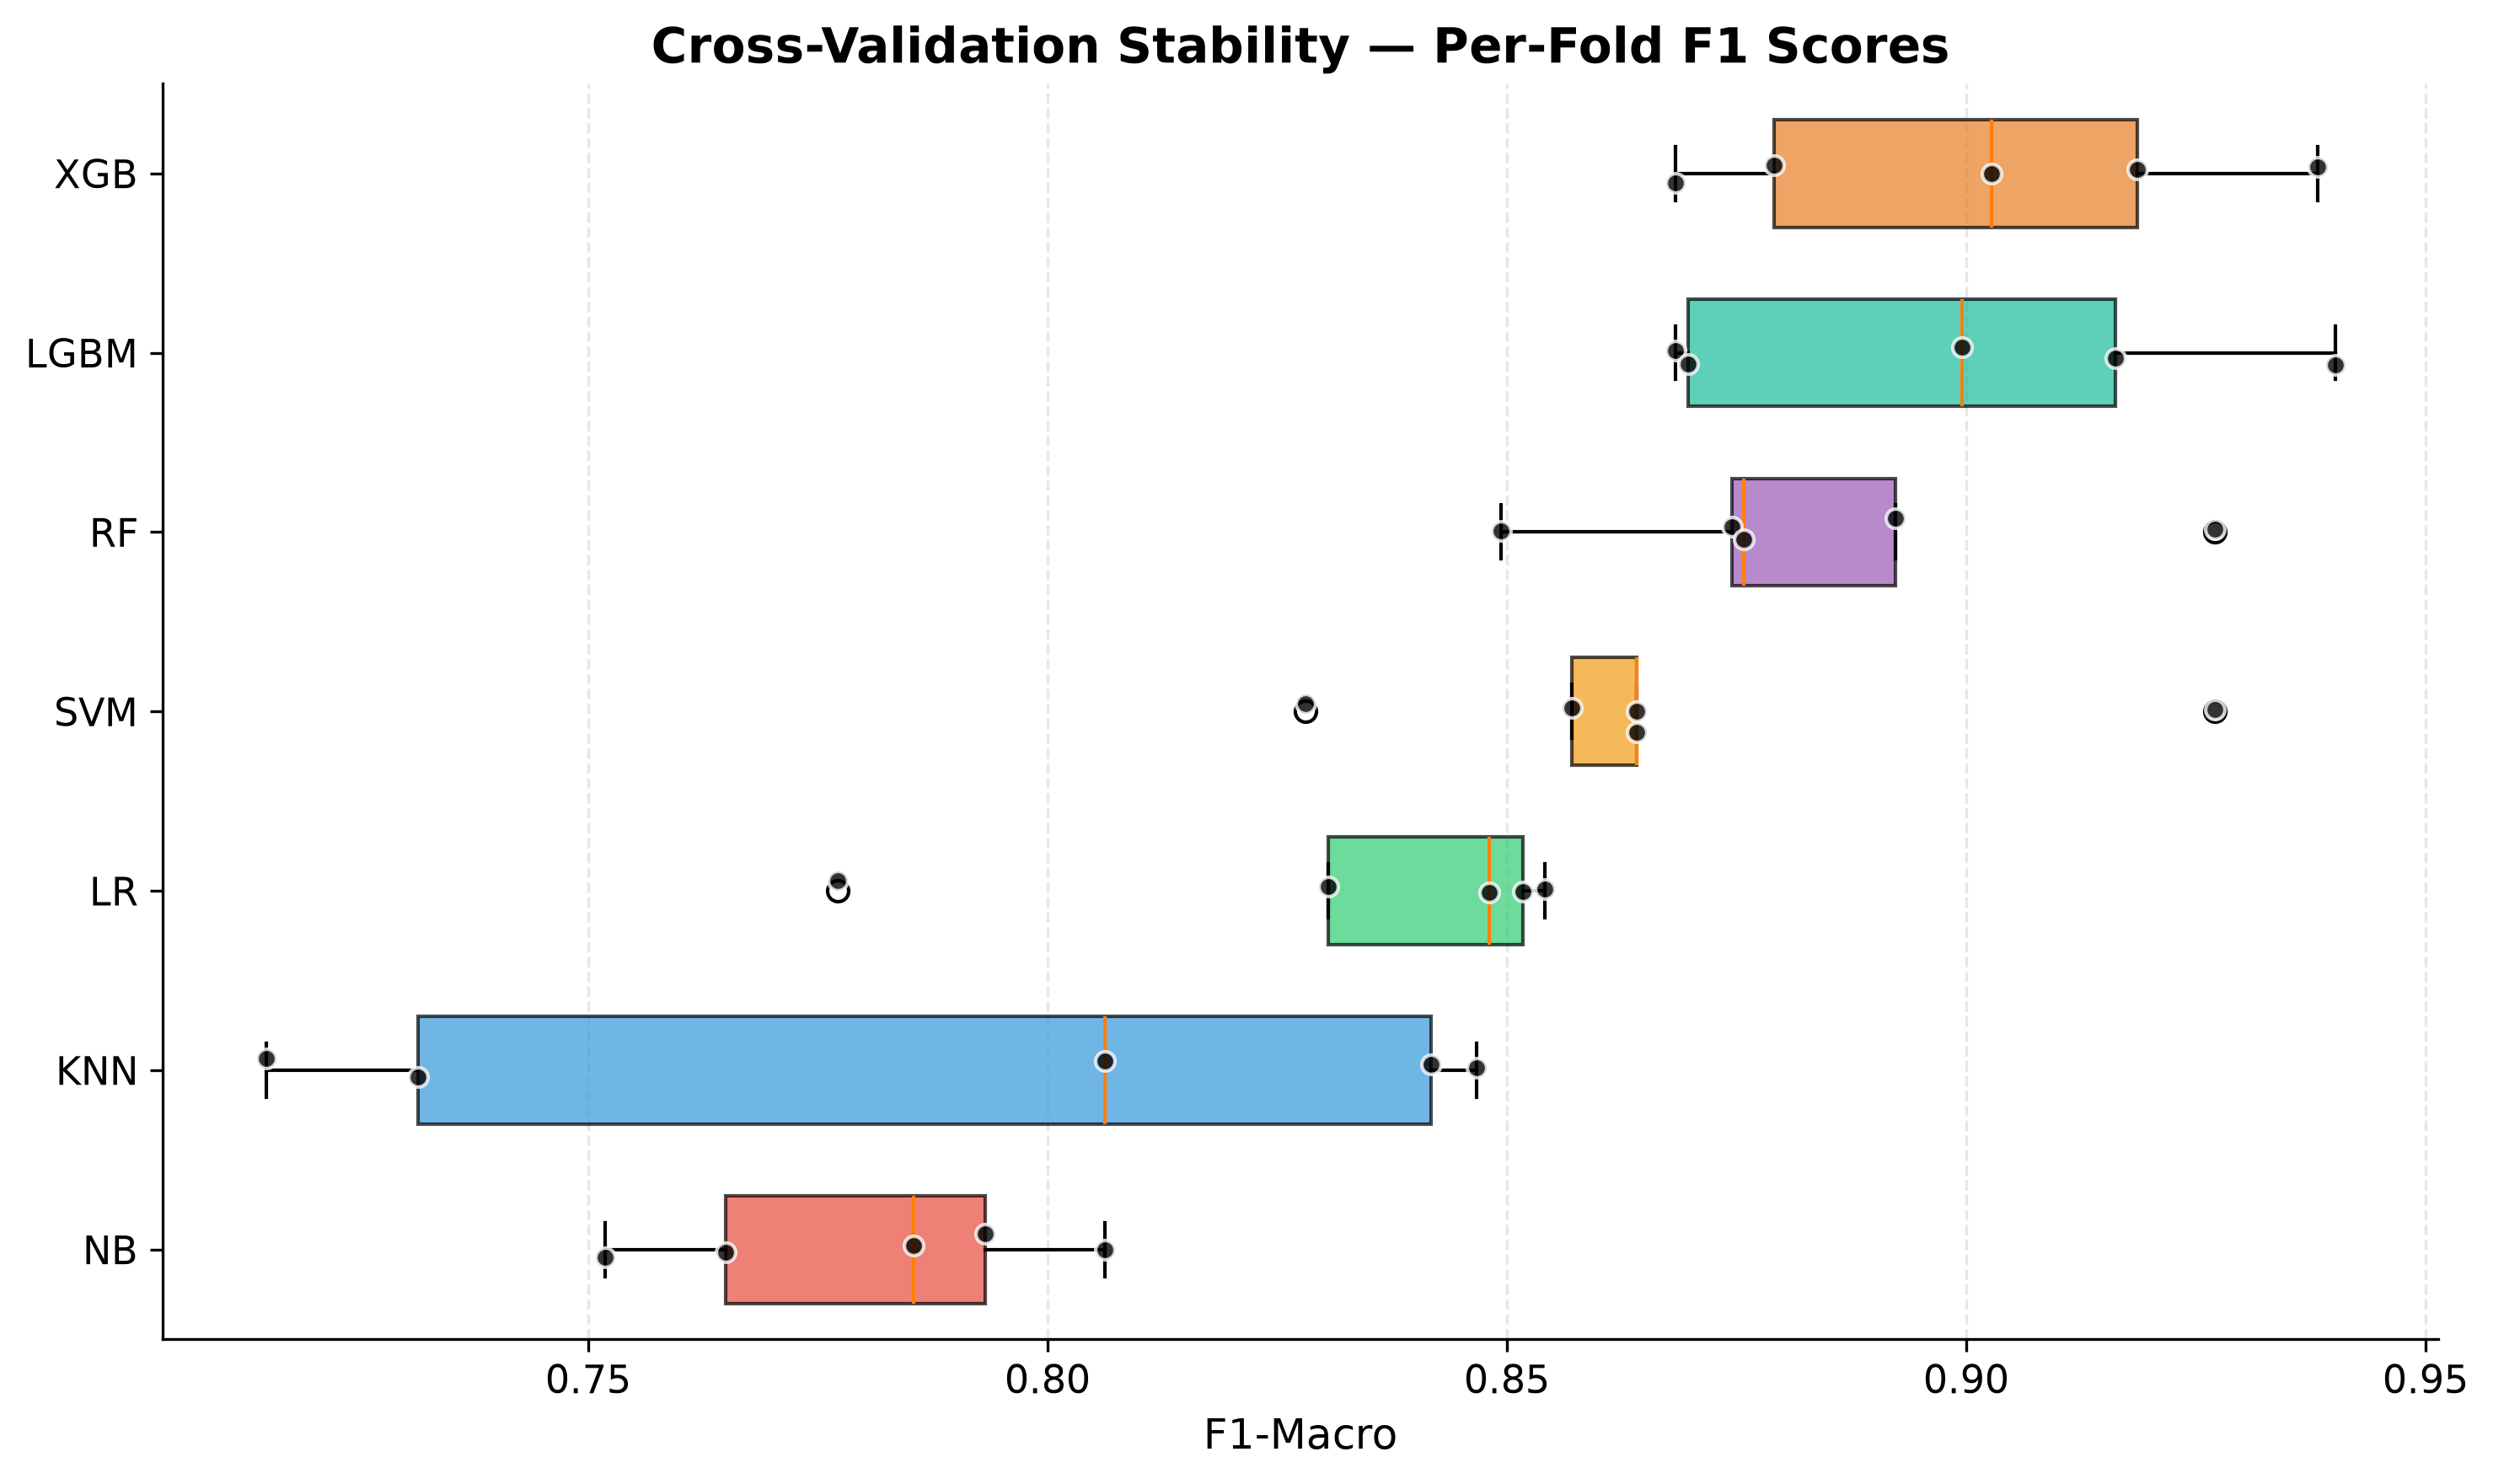 Cross-Validation Stability — Per-Fold F1 Scores
XGB
LGBM
RF
SVM
LR
KNN
NB
0.75 0.80 0.85 0.90 0.95
F1-Macro